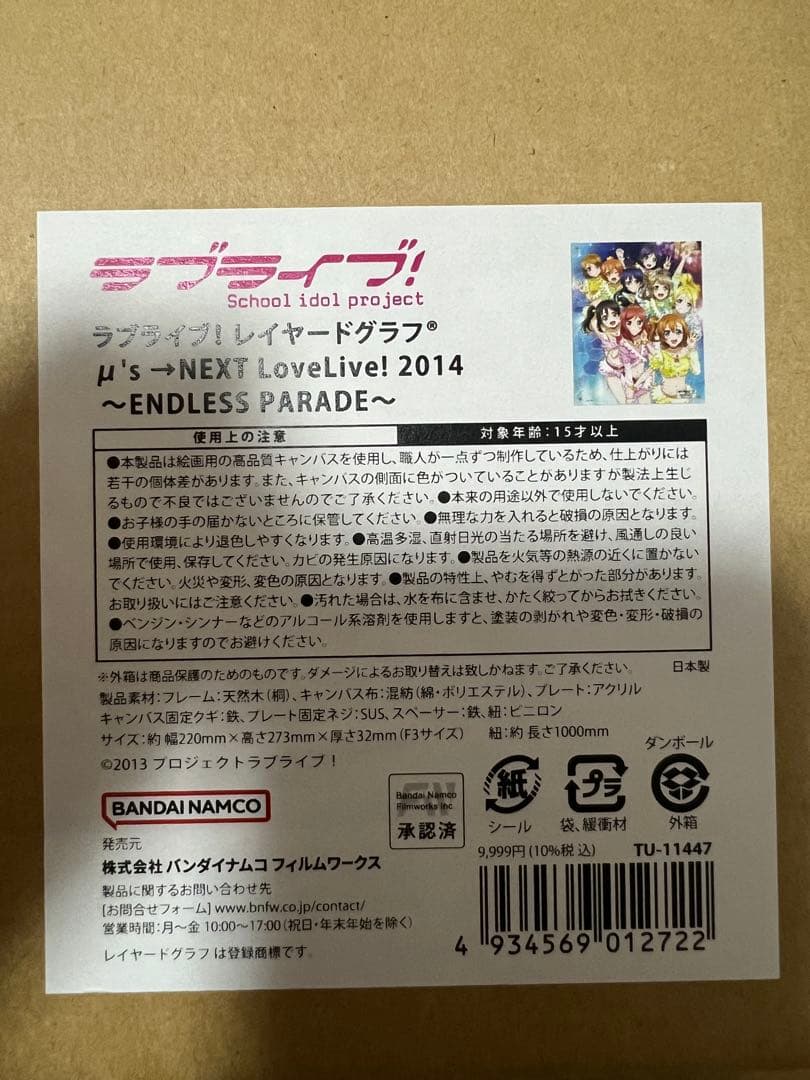 ラブライブ!
School idol project
ラブライブ! レイヤードグラフ®
μ's →NEXT LoveLive! 2014
〜ENDLESS PARADE〜
使用上の注意
対象年齢:15才以上
●本製品は絵画用の高品質キャンバスを使用し、職人が一点ずつ制作しているため、仕上がりには
若干の個体差があります。また、キャンバスの側面に色がついていることがありますが製法上生じ
るもので不良ではございませんのでご了承ください。●本来の用途以外で使用しないでください。
●お子様の手の届かないところに保管してください。●無理な力を入れると破損の原因となります。
●使用環境により退色しやすくなります。●高温多湿、直射日光の当たる場所を避け、風通しの良い
場所で使用、保存してください。カビの発生原因になります。●製品を火気等の熱源の近くに置かない
でください。火災や変形、変色の原因となります。●製品の特性上、やむを得ずとがった部分があります。
お取り扱いにはご注意ください。●汚れた場合は、水を布に含ませ、かたく絞ってからお拭きください。
●ベンジン・シンナーなどのアルコール系溶剤を使用しますと、塗装の剥がれや変色・変形・破損の
原因になりますのでお避けください。
※外箱は商品保護のためのものです。ダメージによるお取り替えは致しかねます。ご了承ください。
日本製
製品素材:フレーム:天然木(桐)、キャンバス布:混紡(綿・ポリエステル)、プレート:アクリル
キャンバス固定クギ:鉄、プレート固定ネジ:SUS、スペーサー:鉄、紐:ビニロン
サイズ:約 幅220mm×高さ273mm×厚さ32mm(F3サイズ) 紐:約 長さ1000mm
©2013 プロジェクトラブライブ!
ダンボール
BANDAI NAMCO
Bandai Namco
Filmworks Inc
承認済
紙
シール
プラ
袋、緩衝材
外箱
発売元
株式会社 バンダイナムコ フィルムワークス
9,999円(10%税込)
TU-11447
製品に関するお問い合わせ先
[お問合せフォーム] www.bnfw.co.jp/contact/
営業時間:月〜金 10:00〜17:00(祝日・年末年始を除く)
レイヤードグラフ は登録商標です。
4 934569 012722